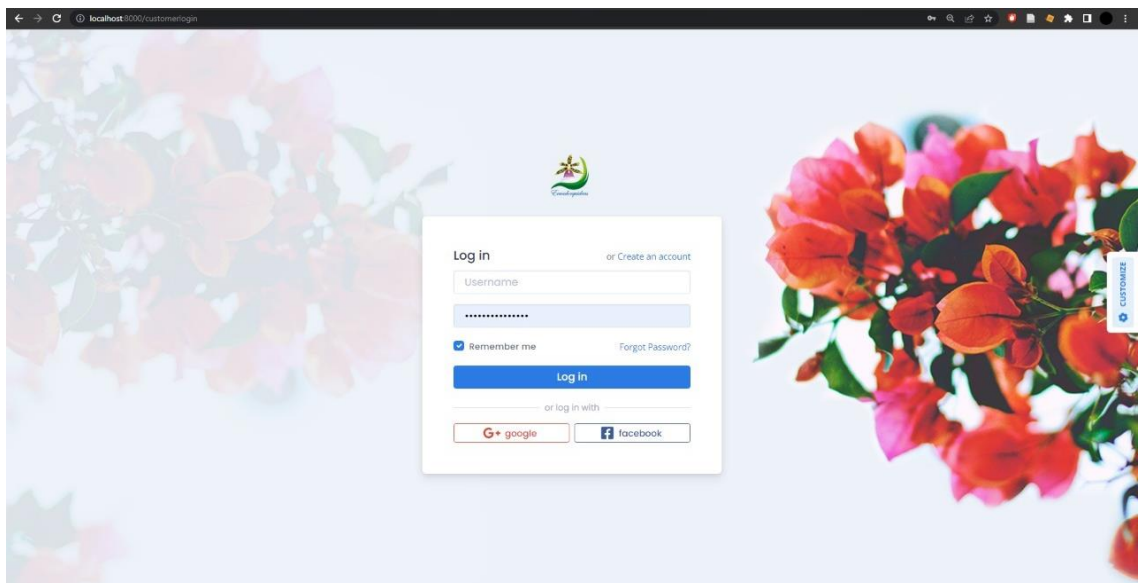 localhost:8000/customerlogin
Log in
or Create an account
Username
Remember me
Forgot Password?
Log in
or log in with
G+ google
facebook
CUSTOMIZE